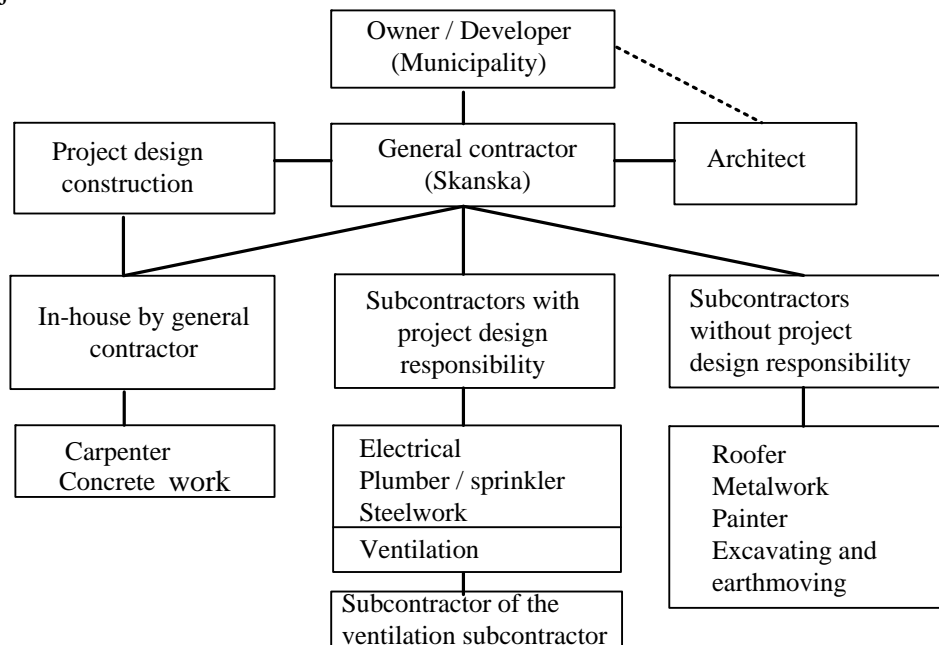 Owner / Developer
(Municipality)
Project design
construction
General contractor
(Skanska)
Architect
In-house by general
contractor
Subcontractors with
project design
responsibility
Subcontractors
without project
design responsibility
Carpenter
Concrete work
Electrical
Plumber / sprinkler
Steelwork
Ventilation
Roofer
Metalwork
Painter
Excavating and
earthmoving
Subcontractor of the
ventilation subcontractor